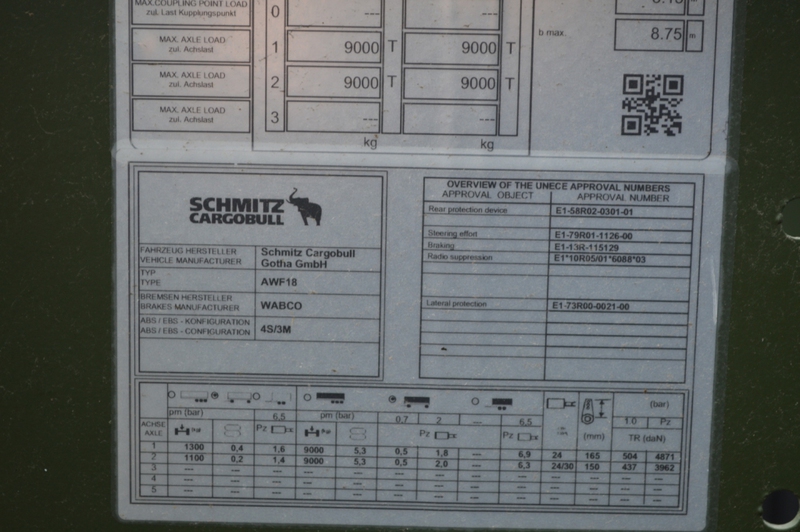 MAX.COUPLING POINT LOAD
zul. Last Kupplungspunkt
0 --- ---
MAX. AXLE LOAD
zul. Achslast
1 9000 T 9000 T
b max. 8.75 m
MAX. AXLE LOAD
zul. Achslast
2 9000 T 9000 T
MAX. AXLE LOAD
zul. Achslast
3 --- ---
kg kg
SCHMITZ
CARGOBULL
FAHRZEUG HERSTELLER
VEHICLE MANUFACTURER
Schmitz Cargobull
Gotha GmbH
TYP
TYPE
AWF18
BREMSEN HERSTELLER
BRAKES MANUFACTURER
WABCO
ABS / EBS - KONFIGURATION
ABS / EBS - CONFIGURATION
4S/3M
OVERVIEW OF THE UNECE APPROVAL NUMBERS
APPROVAL OBJECT APPROVAL NUMBER
Rear protection device E1-58R02-0301-01
Steering effort E1-79R01-1126-00
Braking E1-13R-115129
Radio suppression E1*10R05/01*6088*03
Lateral protection E1-73R00-0021-00
pm (bar) 6,5 pm (bar) 0,7 2 --- 6,5 (bar)
1.0 Pz
ACHSE
AXLE
Pz Pz Pz (mm) TR (daN)
1 1300 0,4 1,6 9000 5,3 0,5 1,8 --- 6,9 24 165 504 4871
2 1100 0,2 1,4 9000 5,3 0,5 2,0 --- 6,3 24/30 150 437 3962
3 --- --- --- --- --- --- --- --- --- --- --- --- ---
4 --- --- --- --- --- --- --- --- --- --- --- --- ---
5 --- --- --- --- --- --- --- --- --- --- --- --- ---